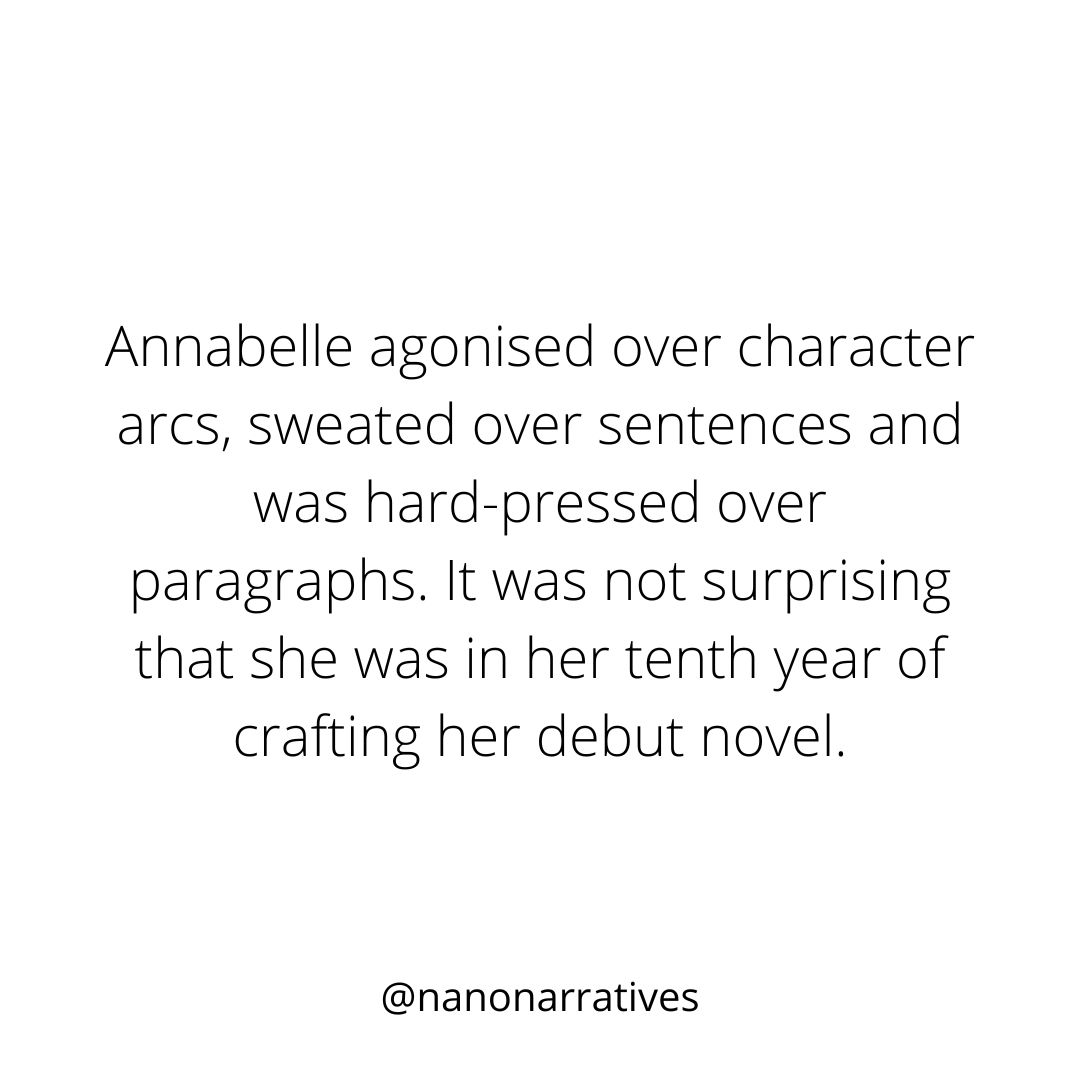 Annabelle agonised over character
arcs, sweated over sentences and
was hard-pressed over
paragraphs. It was not surprising
that she was in her tenth year of
crafting her debut novel.
@nanonarratives